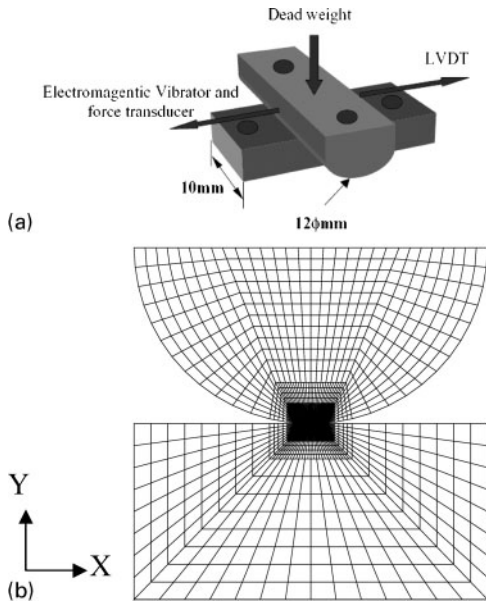 Dead weight
LVDT
Electromagentic Vibrator and
force transducer
10mm
12ϕmm
(a)
Y
X
(b)